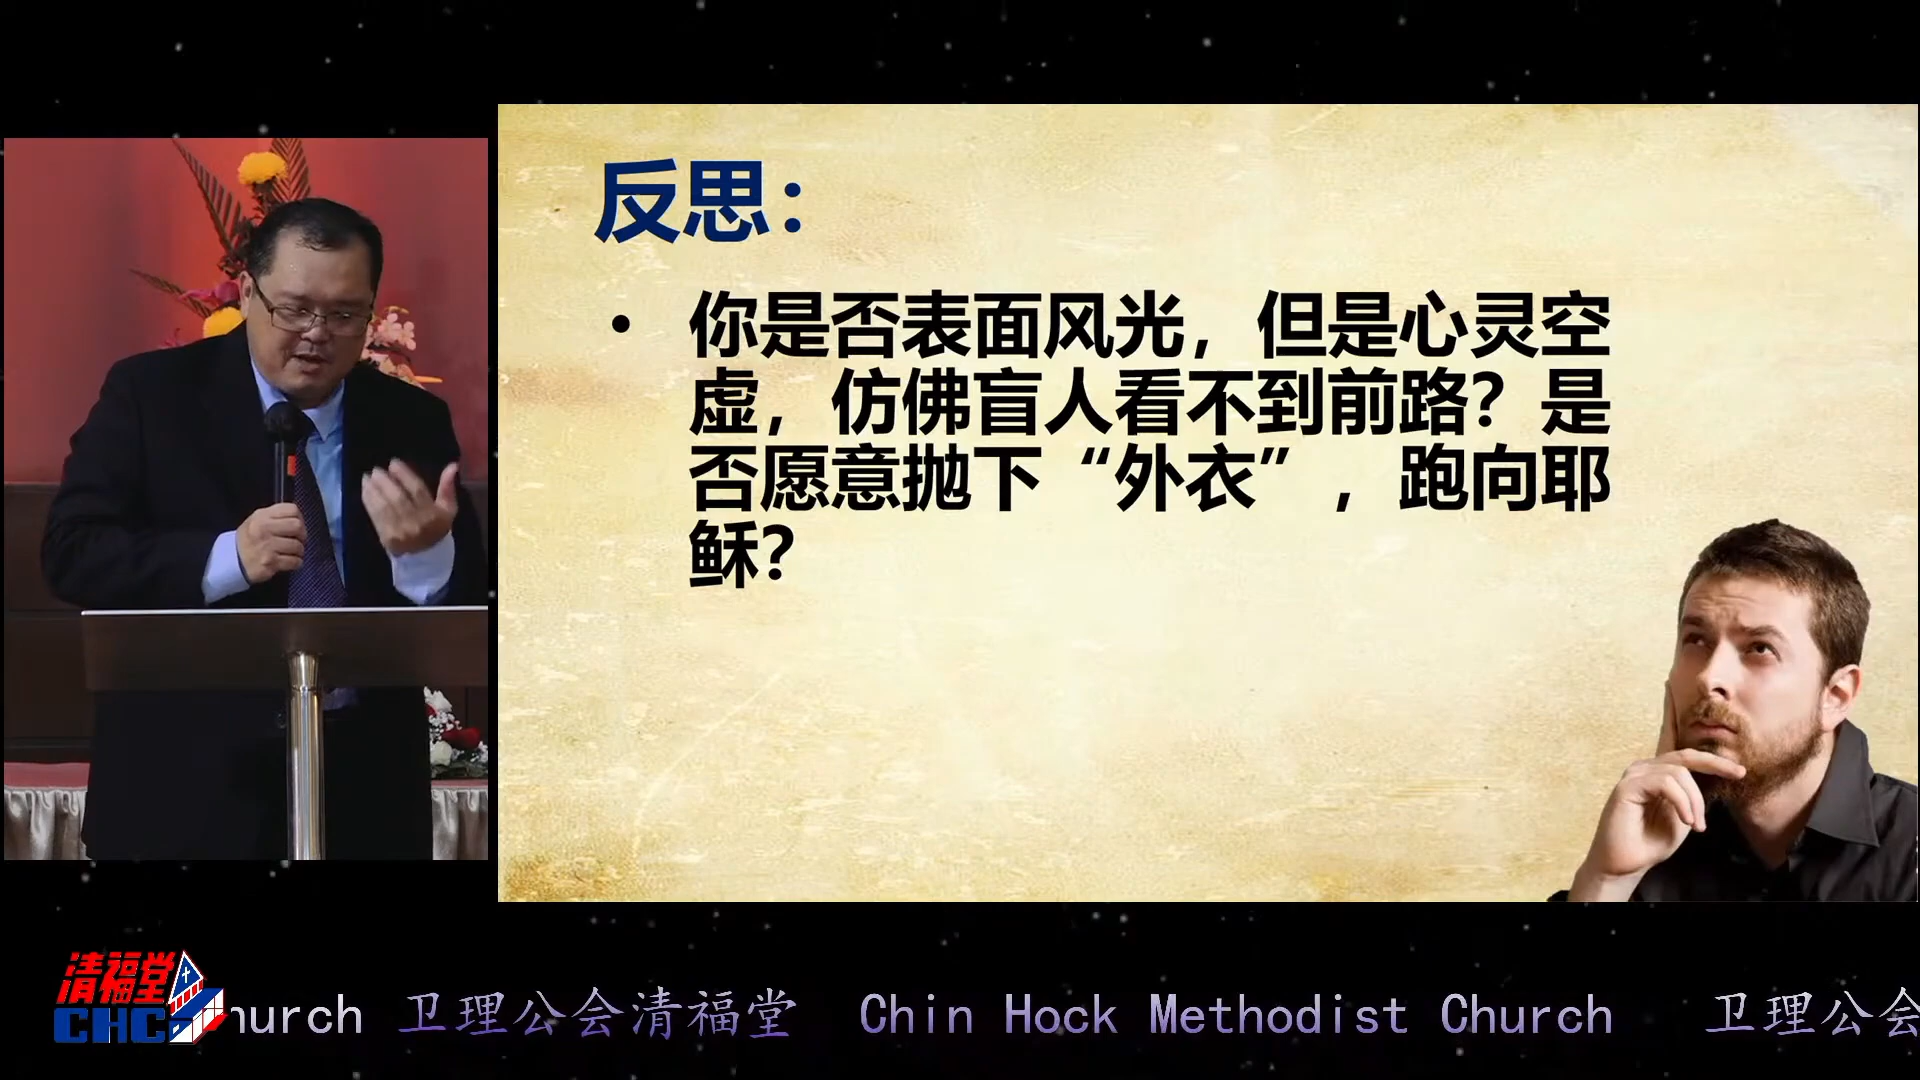 反思：
• 你是否表面风光，但是心灵空
虚，仿佛盲人看不到前路？是
否愿意抛下“外衣”，跑向耶
稣？
清福堂
CHC
hurch 卫理公会清福堂 Chin Hock Methodist Church 卫理公会